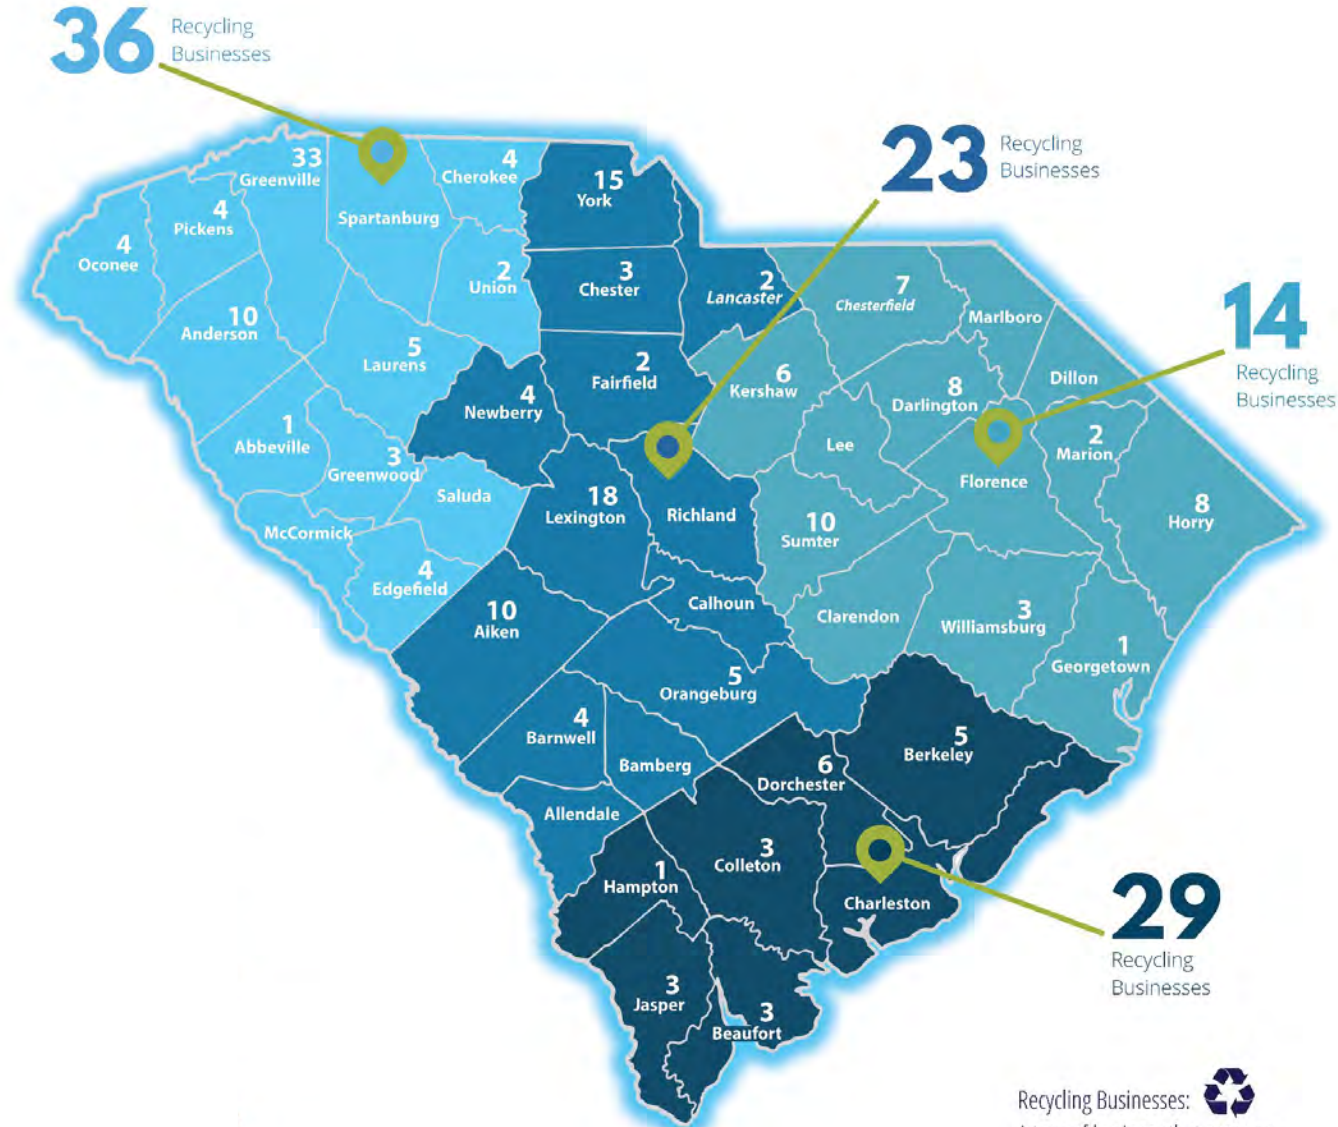 36
Recycling
Businesses
23
Recycling
Businesses
14
Recycling
Businesses
29
Recycling
Businesses
33
Greenville
Spartanburg
4
Cherokee
4
Pickens
4
Oconee
10
Anderson
2
Union
5
Laurens
1
Abbeville
3
Greenwood
Saluda
McCormick
4
Edgefield
15
York
3
Chester
2
Lancaster
2
Fairfield
4
Newberry
18
Lexington
Richland
Calhoun
10
Aiken
5
Orangeburg
4
Barnwell
Bamberg
Allendale
7
Chesterfield
Marlboro
6
Kershaw
8
Darlington
Dillon
Lee
2
Marion
Florence
8
Horry
10
Sumter
Clarendon
3
Williamsburg
1
Georgetown
5
Berkeley
6
Dorchester
3
Colleton
1
Hampton
Charleston
3
Jasper
3
Beaufort
Recycling Businesses: